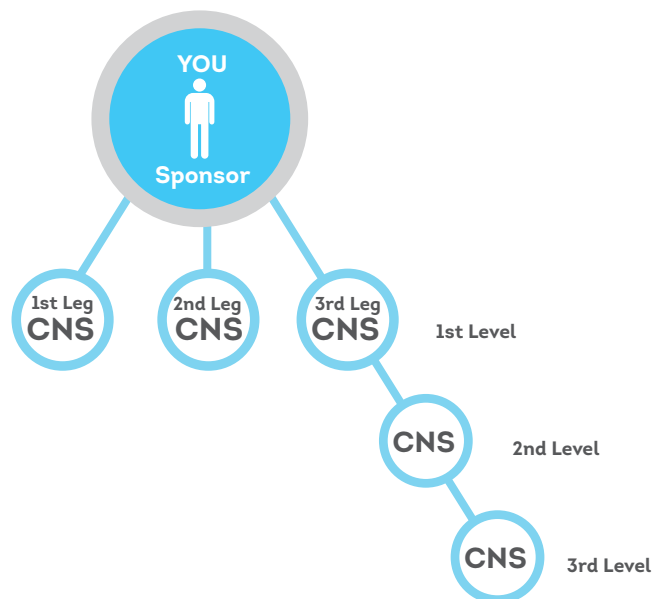 YOU
Sponsor
1st Leg
CNS
2nd Leg
CNS
3rd Leg
CNS
1st Level
CNS
2nd Level
CNS
3rd Level